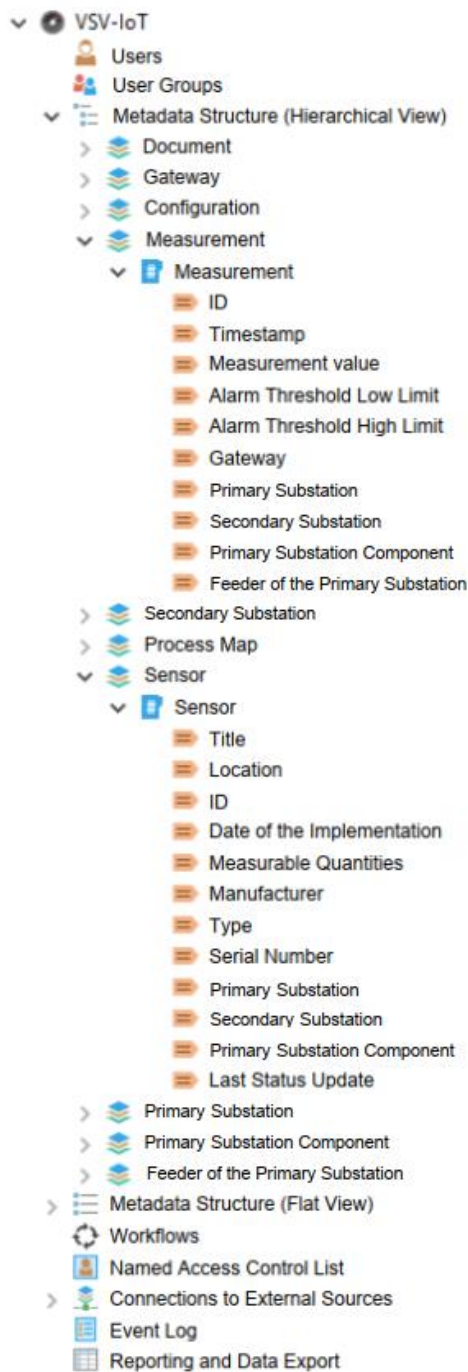 VSV-IoT
Users
User Groups
Metadata Structure (Hierarchical View)
Document
Gateway
Configuration
Measurement
Measurement
ID
Timestamp
Measurement value
Alarm Threshold Low Limit
Alarm Threshold High Limit
Gateway
Primary Substation
Secondary Substation
Primary Substation Component
Feeder of the Primary Substation
Secondary Substation
Process Map
Sensor
Sensor
Title
Location
ID
Date of the Implementation
Measurable Quantities
Manufacturer
Type
Serial Number
Primary Substation
Secondary Substation
Primary Substation Component
Last Status Update
Primary Substation
Primary Substation Component
Feeder of the Primary Substation
Metadata Structure (Flat View)
Workflows
Named Access Control List
Connections to External Sources
Event Log
Reporting and Data Export